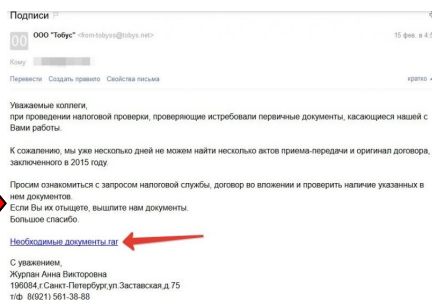 Подписи
00 ООО "Тобус" <from-tobyos@tobys.net>
15 фев. в 4:5
Кому:
Перевести Создать правило Свойства письма
кратко
Уважаемые коллеги,
при проведении налоговой проверки, проверяющие истребовали первичные документы, касающиеся нашей с
Вами работы.
К сожалению, мы уже несколько дней не можем найти несколько актов приема-передачи и оригинал договора,
заключенного в 2015 году.
Просим ознакомиться с запросом налоговой службы, договор во вложении и проверить наличие указанных в
нем документов.
Если Вы их отыщете, вышлите нам документы.
Большое спасибо.
Необходимые документы.rar
С уважением,
Журпан Анна Викторовна
196084,г.Санкт-Петербург,ул.Заставская,д.75
т/ф 8(921) 561-38-88